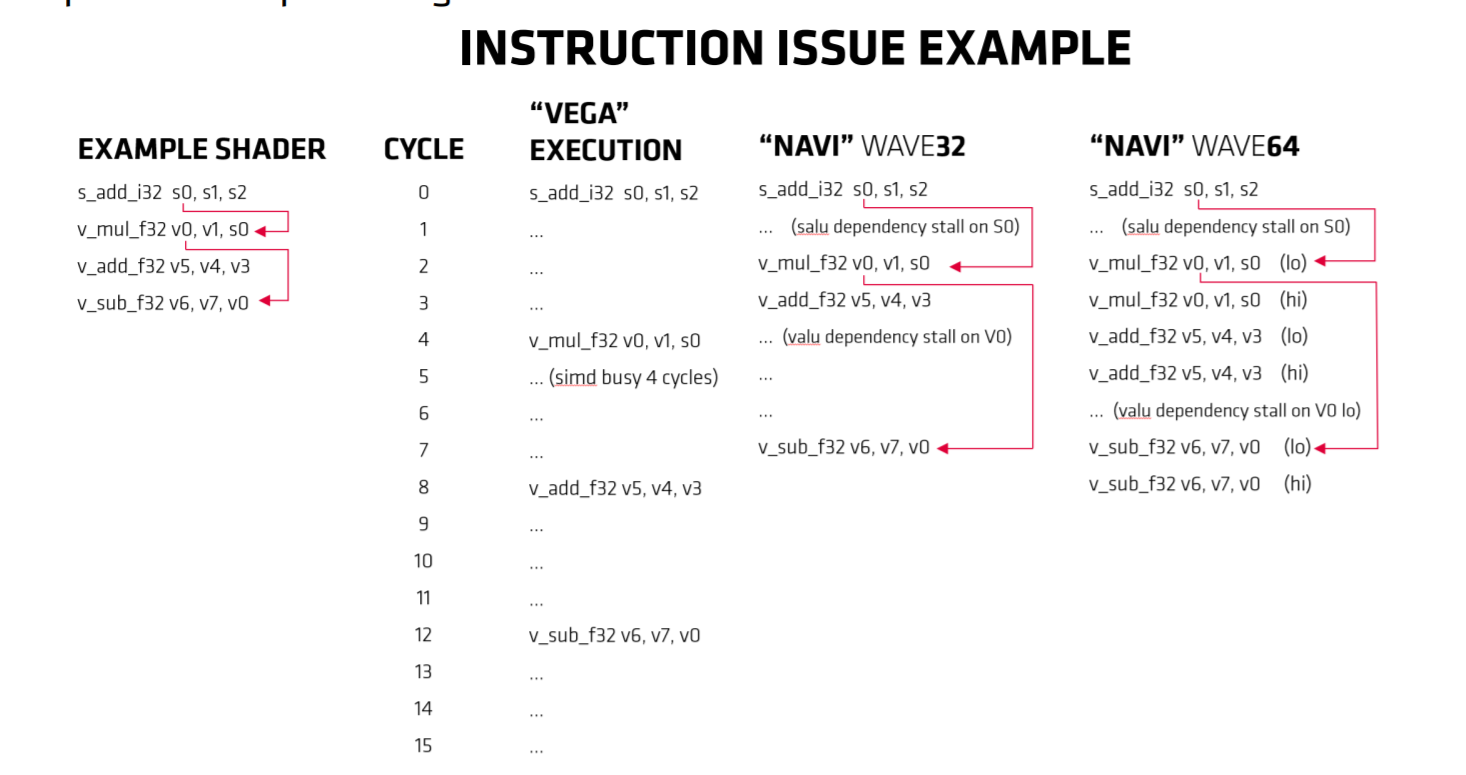 INSTRUCTION ISSUE EXAMPLE
EXAMPLE SHADER
s_add_i32 s0, s1, s2
v_mul_f32 v0, v1, s0
v_add_f32 v5, v4, v3
v_sub_f32 v6, v7, v0
CYCLE
0
1
2
3
4
5
6
7
8
9
10
11
12
13
14
15
“VEGA”
EXECUTION
s_add_i32 s0, s1, s2
...
...
...
v_mul_f32 v0, v1, s0
... (simd busy 4 cycles)
...
...
v_add_f32 v5, v4, v3
...
...
...
v_sub_f32 v6, v7, v0
...
...
...
“NAVI” WAVE32
s_add_i32 s0, s1, s2
... (salu dependency stall on S0)
v_mul_f32 v0, v1, s0
v_add_f32 v5, v4, v3
... (valu dependency stall on V0)
...
...
v_sub_f32 v6, v7, v0
“NAVI” WAVE64
s_add_i32 s0, s1, s2
... (salu dependency stall on S0)
v_mul_f32 v0, v1, s0 (lo)
v_mul_f32 v0, v1, s0 (hi)
v_add_f32 v5, v4, v3 (lo)
v_add_f32 v5, v4, v3 (hi)
... (valu dependency stall on V0 lo)
v_sub_f32 v6, v7, v0 (lo)
v_sub_f32 v6, v7, v0 (hi)